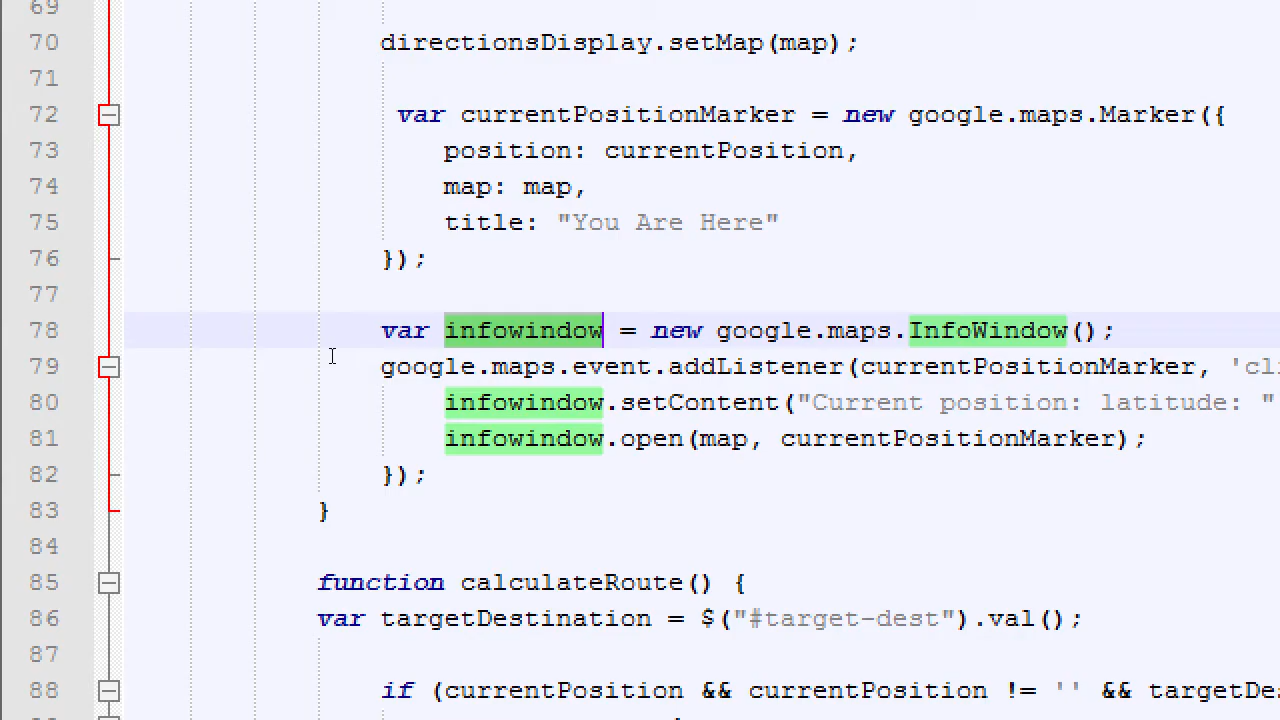 69
70 directionsDisplay.setMap(map);
71
72 var currentPositionMarker = new google.maps.Marker({
73 position: currentPosition,
74 map: map,
75 title: "You Are Here"
76 });
77
78 var infowindow = new google.maps.InfoWindow();
79 google.maps.event.addListener(currentPositionMarker, 'cli
80 infowindow.setContent("Current position: latitude: "
81 infowindow.open(map, currentPositionMarker);
82 });
83 }
84
85 function calculateRoute() {
86 var targetDestination = $("#target-dest").val();
87
88 if (currentPosition && currentPosition != '' && targetDes